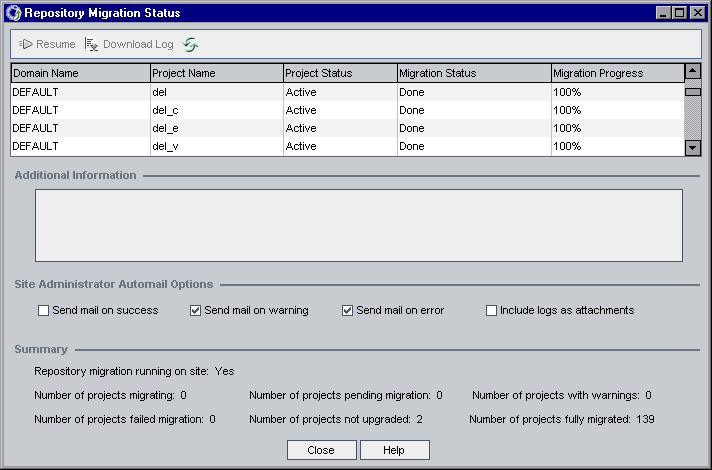 Repository Migration Status
Resume Download Log
Domain Name Project Name Project Status Migration Status Migration Progress
DEFAULT del Active Done 100%
DEFAULT del_c Active Done 100%
DEFAULT del_e Active Done 100%
DEFAULT del_v Active Done 100%
Additional Information
Site Administrator Automail Options
Send mail on success Send mail on warning Send mail on error Include logs as attachments
Summary
Repository migration running on site: Yes
Number of projects migrating: 0 Number of projects pending migration: 0 Number of projects with warnings: 0
Number of projects failed migration: 0 Number of projects not upgraded: 2 Number of projects fully migrated: 139
Close Help